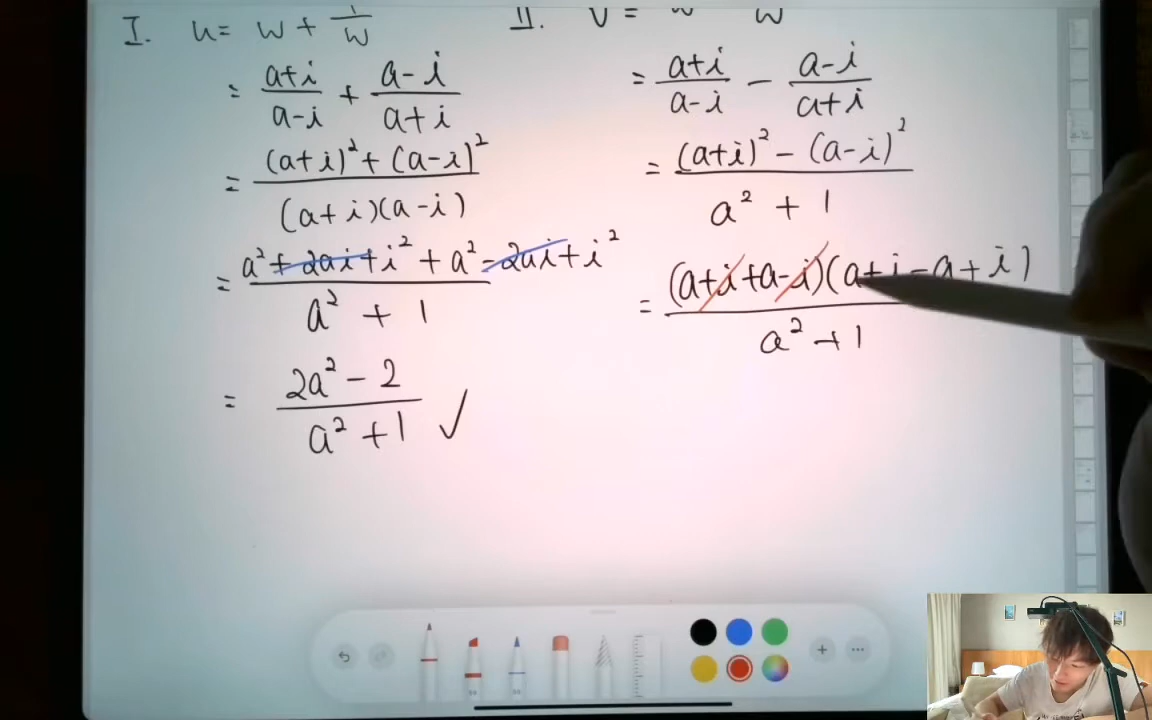 I. u = w + 1/w
II. v = w w
= (a+i)/(a-i) + (a-i)/(a+i)
= (a+i)/(a-i) - (a-i)/(a+i)
= ((a+i)² + (a-i)²)/((a+i)(a-i))
= ((a+i)² - (a-i)²)/(a² + 1)
= (a² + 2ai + i² + a² - 2ai + i²)/(a² + 1)
= ((a+i+a-i)(a+i-a+i))/(a² + 1)
= (2a² - 2)/(a² + 1) ✓